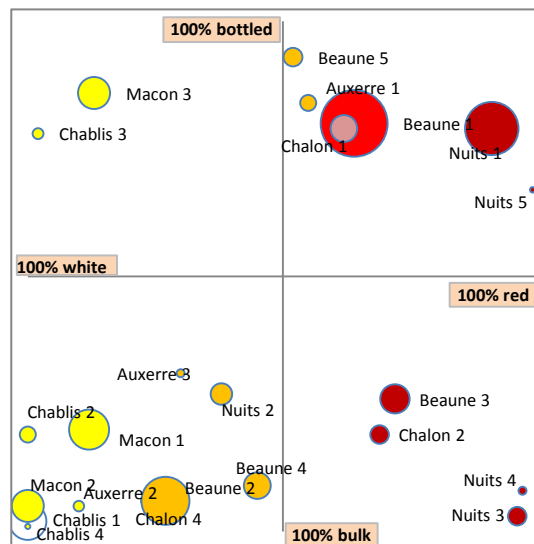 100% bottled
Beaune 5
Macon 3
Auxerre 1
Chablis 3
Beaune 1
Chalon 1
Nuits 1
Nuits 5
100% white
100% red
Auxerre 3
Beaune 3
Chablis 2
Nuits 2
Macon 1
Chalon 2
Beaune 4
Macon 2
Auxerre 2
Beaune 2
Nuits 4
Chablis 1
Chalon 4
Nuits 3
Chablis 4
100% bulk